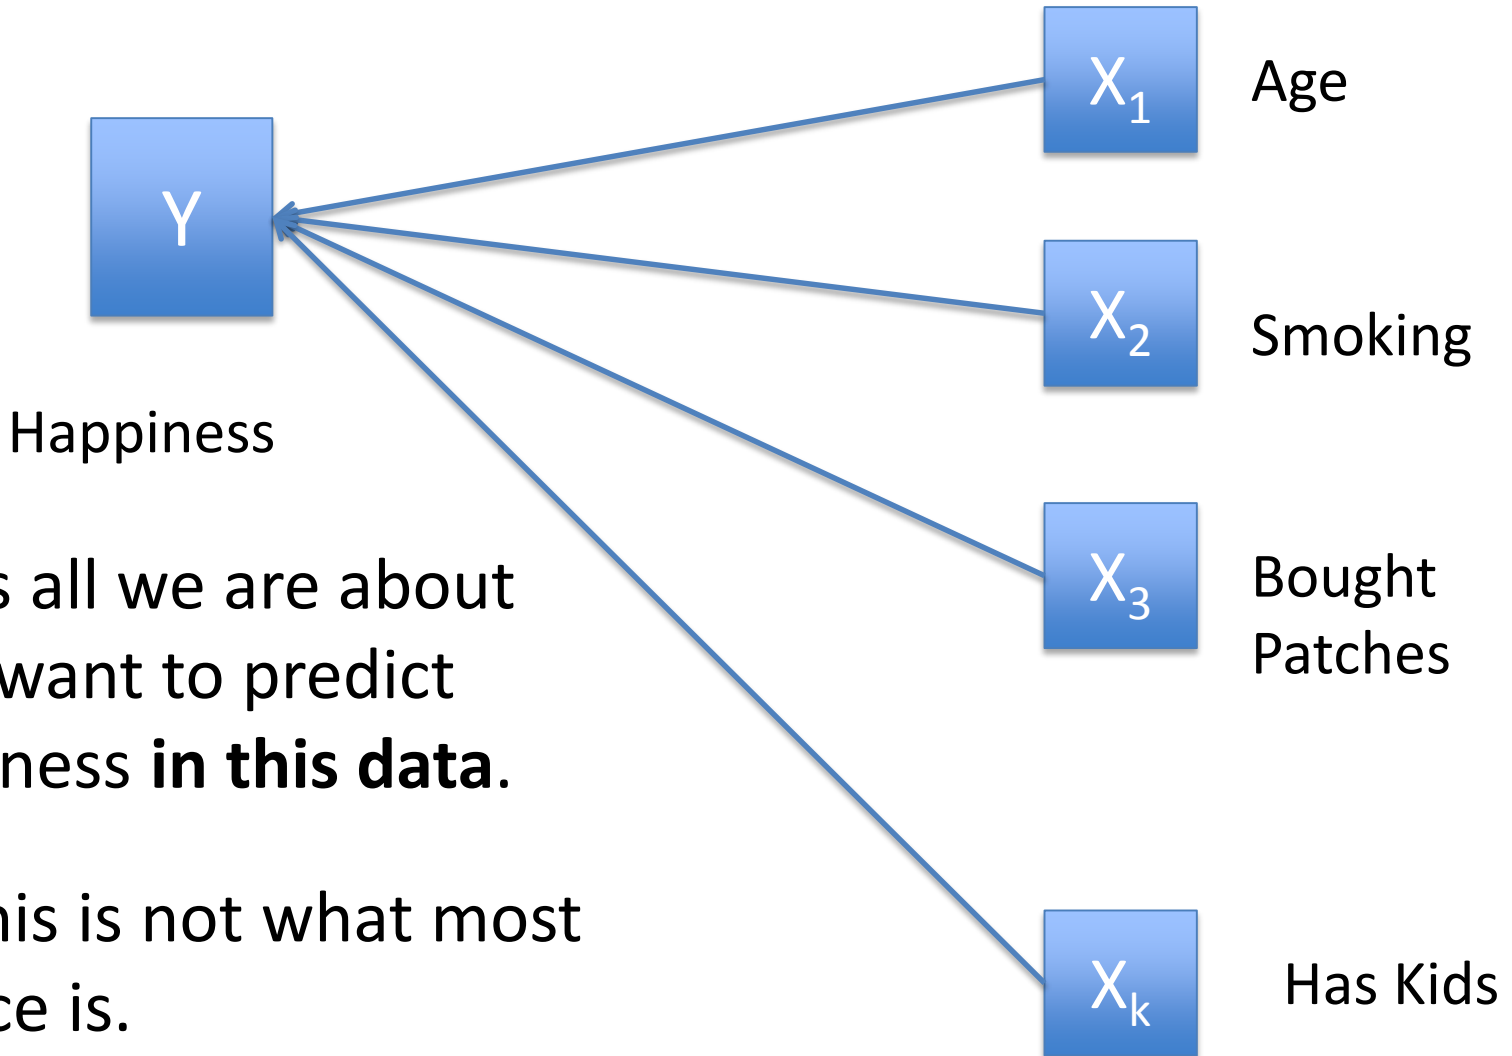 X1
Age
Y
X2
Smoking
Happiness
s all we are about
X3
Bought
Patches
want to predict
ness in this data.
his is not what most
ce is.
Xk
Has Kids